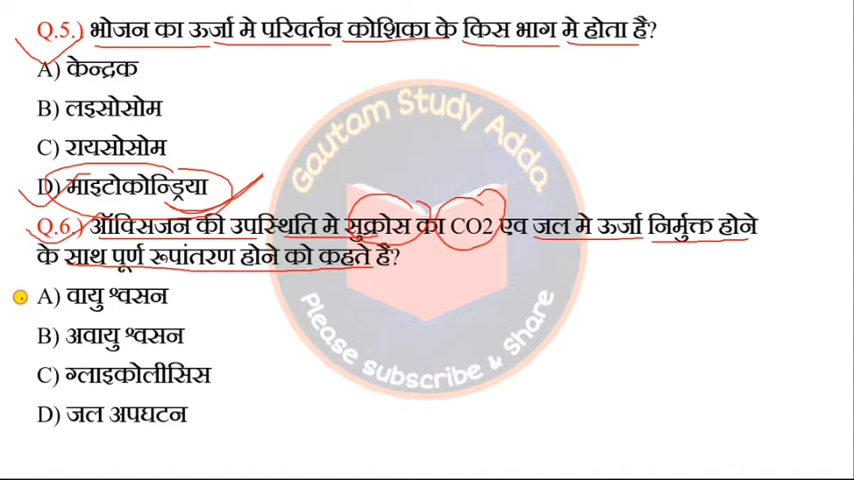 Q.5.) भोजन का ऊर्जा मे परिवर्तन कोशिका के किस भाग मे होता है?
A) केन्द्रक
B) लइसोसोम
C) रायसोसोम
D) माइटोकोन्ड्रिया
Q.6.) ऑक्सिजन की उपस्थिति मे सुक्रोस का CO2 एव जल मे ऊर्जा निर्मुक्त होने
के साथ पूर्ण रूपांतरण होने को कहते हैं?
A) वायु श्वसन
B) अवायु श्वसन
C) ग्लाइकोलीसिस
D) जल अपघटन
Gautam Study Adda
Please subscribe & share